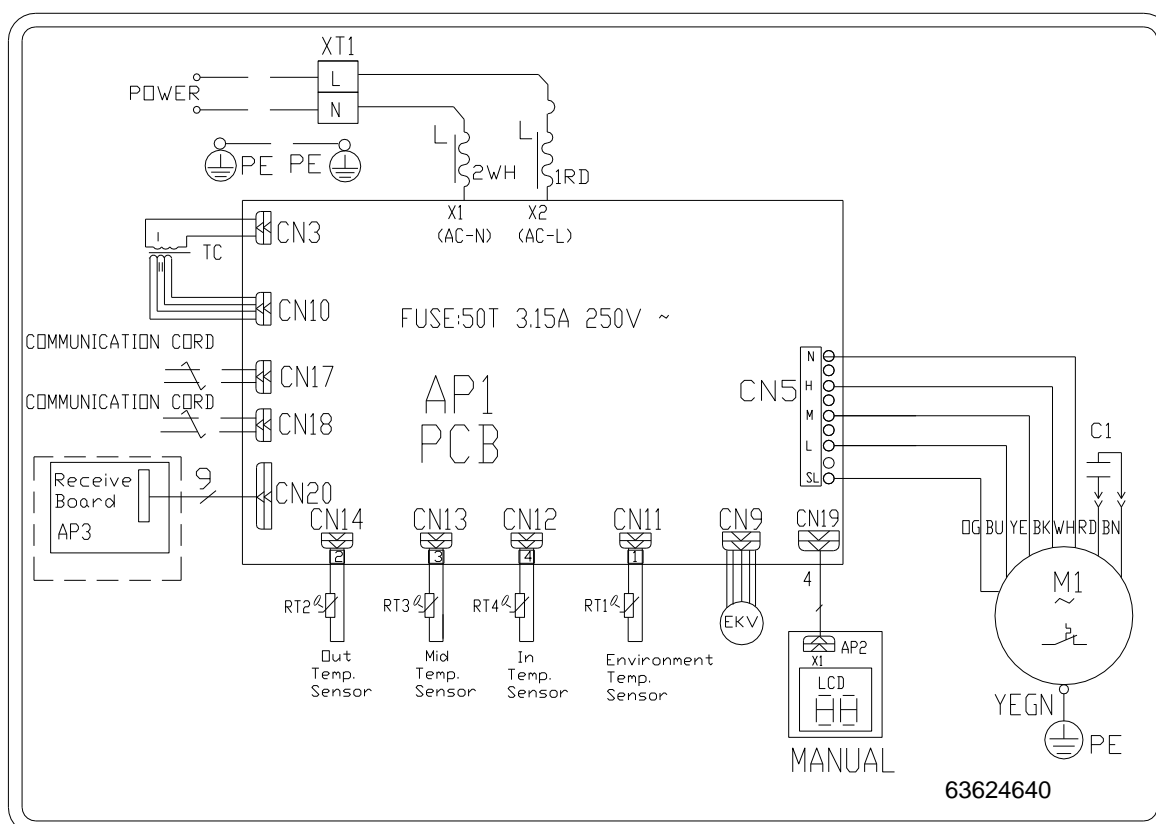 XT1
L
N
POWER
PE PE
L L
2WH 1RD
X1 X2
(AC-N) (AC-L)
CN3
I
TC
II
CN10
FUSE:50T 3.15A 250V ~
COMMUNICATION CORD
CN17
COMMUNICATION CORD
CN18
AP1
PCB
CN5
N
H
M
L
SL
C1
Receive
Board
AP3
9
CN20
CN14 CN13 CN12 CN11 CN9 CN19
2 3 4 1
4
OG BU YE BK WH RD BN
M1
~
RT2 RT3 RT4 RT1
EKV
Out
Temp.
Sensor
Mid
Temp.
Sensor
In
Temp.
Sensor
Environment
Temp.
Sensor
AP2
X1
LCD
88
MANUAL
YEGN
PE
63624640